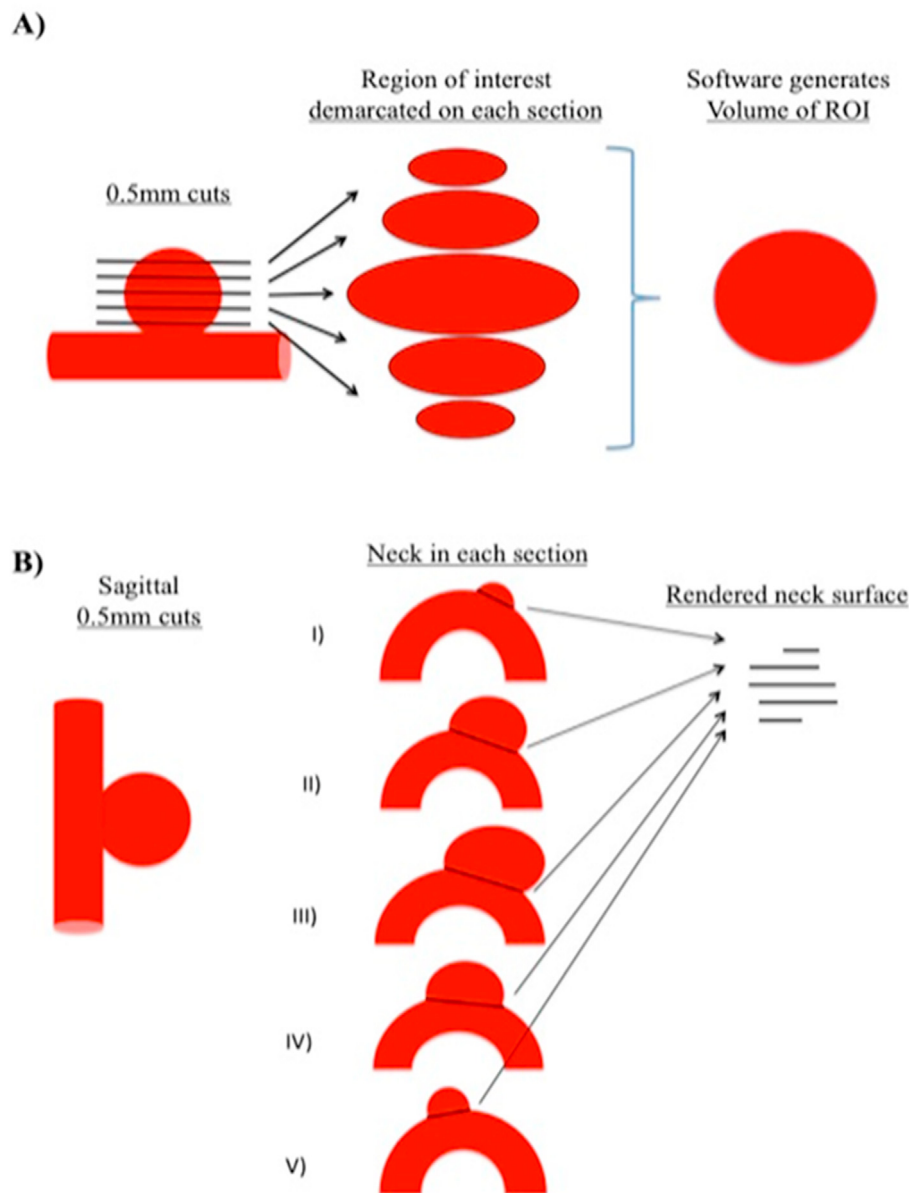 A)
Region of interest
demarcated on each section
Software generates
Volume of ROI
0.5mm cuts
B)
Neck in each section
Sagittal
0.5mm cuts
Rendered neck surface
I)
II)
III)
IV)
V)